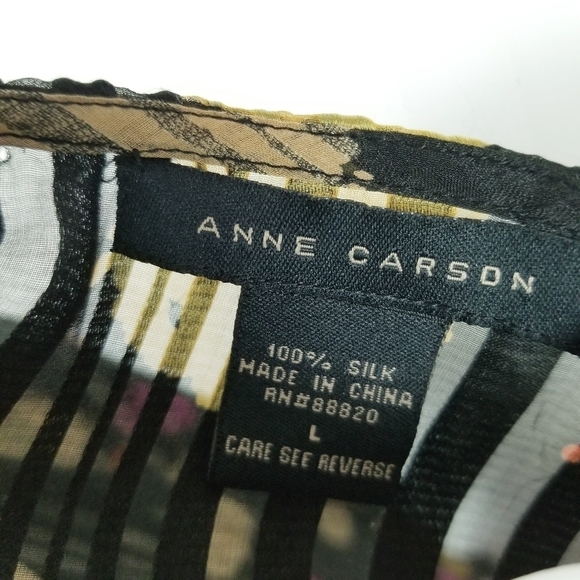 ANNE CARSON
100% SILK
MADE IN CHINA
RN#88820
L
CARE SEE REVERSE